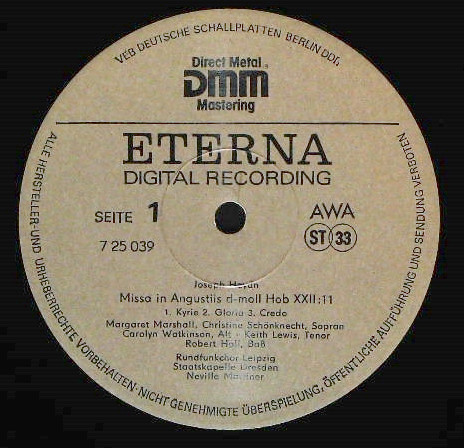 VEB DEUTSCHE SCHALLPLATTEN BERLIN DDR
Direct Metal
DMM
Mastering
ETERNA
DIGITAL RECORDING
SEITE 1
AWA
7 25 039
ST 33
Joseph Haydn
Missa in Angustiis d-moll Hob XXII:11
1. Kyrie 2. Gloria 3. Credo
Margaret Marshall, Christine Schönknecht, Sopran
Carolyn Watkinson, Alt - Keith Lewis, Tenor
Robert Holl, Baß
Rundfunkchor Leipzig
Staatskapelle Dresden
Neville Marriner
ALLE HERSTELLER-UND URHEBERRECHTE VORBEHALTEN·NICHT GENEHMIGTE ÜBERSPIELUNG, ÖFFENTLICHE AUFFÜHRUNG UND SENDUNG VERBOTEN